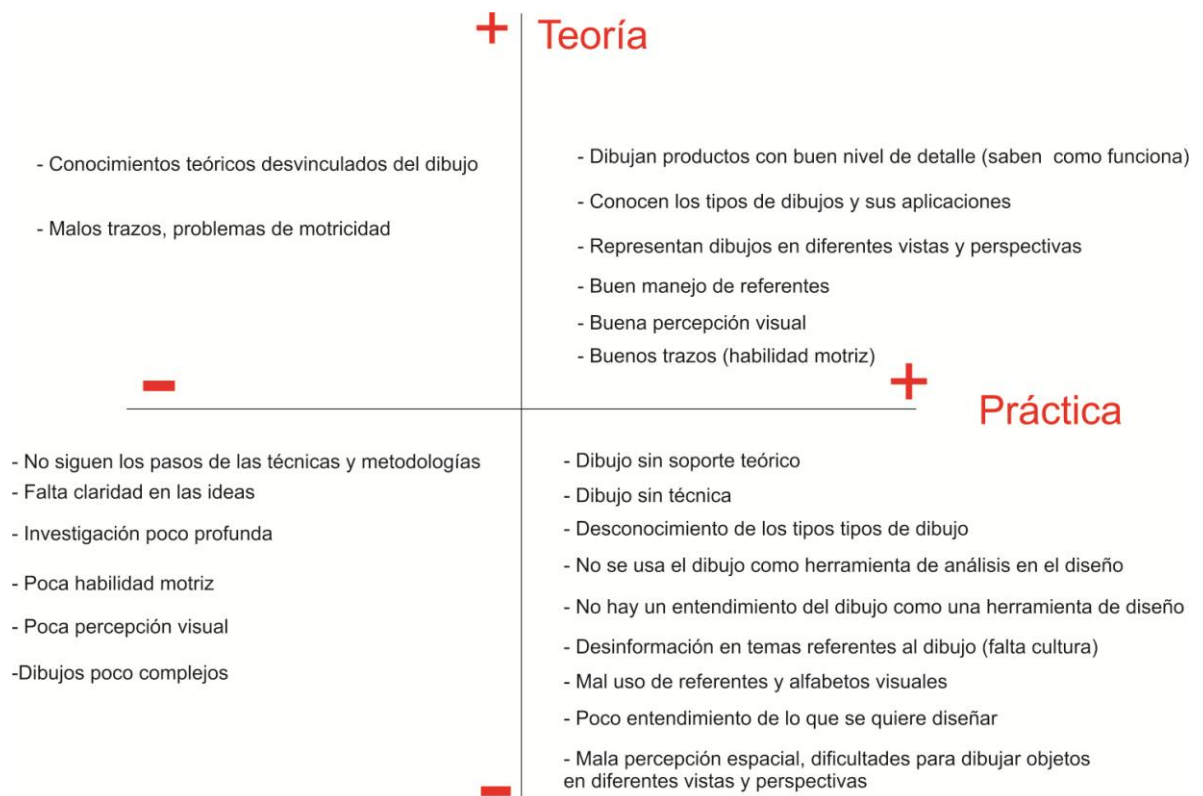 + Teoría
- Conocimientos teóricos desvinculados del dibujo
- Malos trazos, problemas de motricidad
- Dibujan productos con buen nivel de detalle (saben como funciona)
- Conocen los tipos de dibujos y sus aplicaciones
- Representan dibujos en diferentes vistas y perspectivas
- Buen manejo de referentes
- Buena percepción visual
- Buenos trazos (habilidad motriz)
-
+
Práctica
- No siguen los pasos de las técnicas y metodologías
- Falta claridad en las ideas
- Investigación poco profunda
- Poca habilidad motriz
- Poca percepción visual
-Dibujos poco complejos
- Dibujo sin soporte teórico
- Dibujo sin técnica
- Desconocimiento de los tipos tipos de dibujo
- No se usa el dibujo como herramienta de análisis en el diseño
- No hay un entendimiento del dibujo como una herramienta de diseño
- Desinformación en temas referentes al dibujo (falta cultura)
- Mal uso de referentes y alfabetos visuales
- Poco entendimiento de lo que se quiere diseñar
- Mala percepción espacial, dificultades para dibujar objetos
en diferentes vistas y perspectivas
-